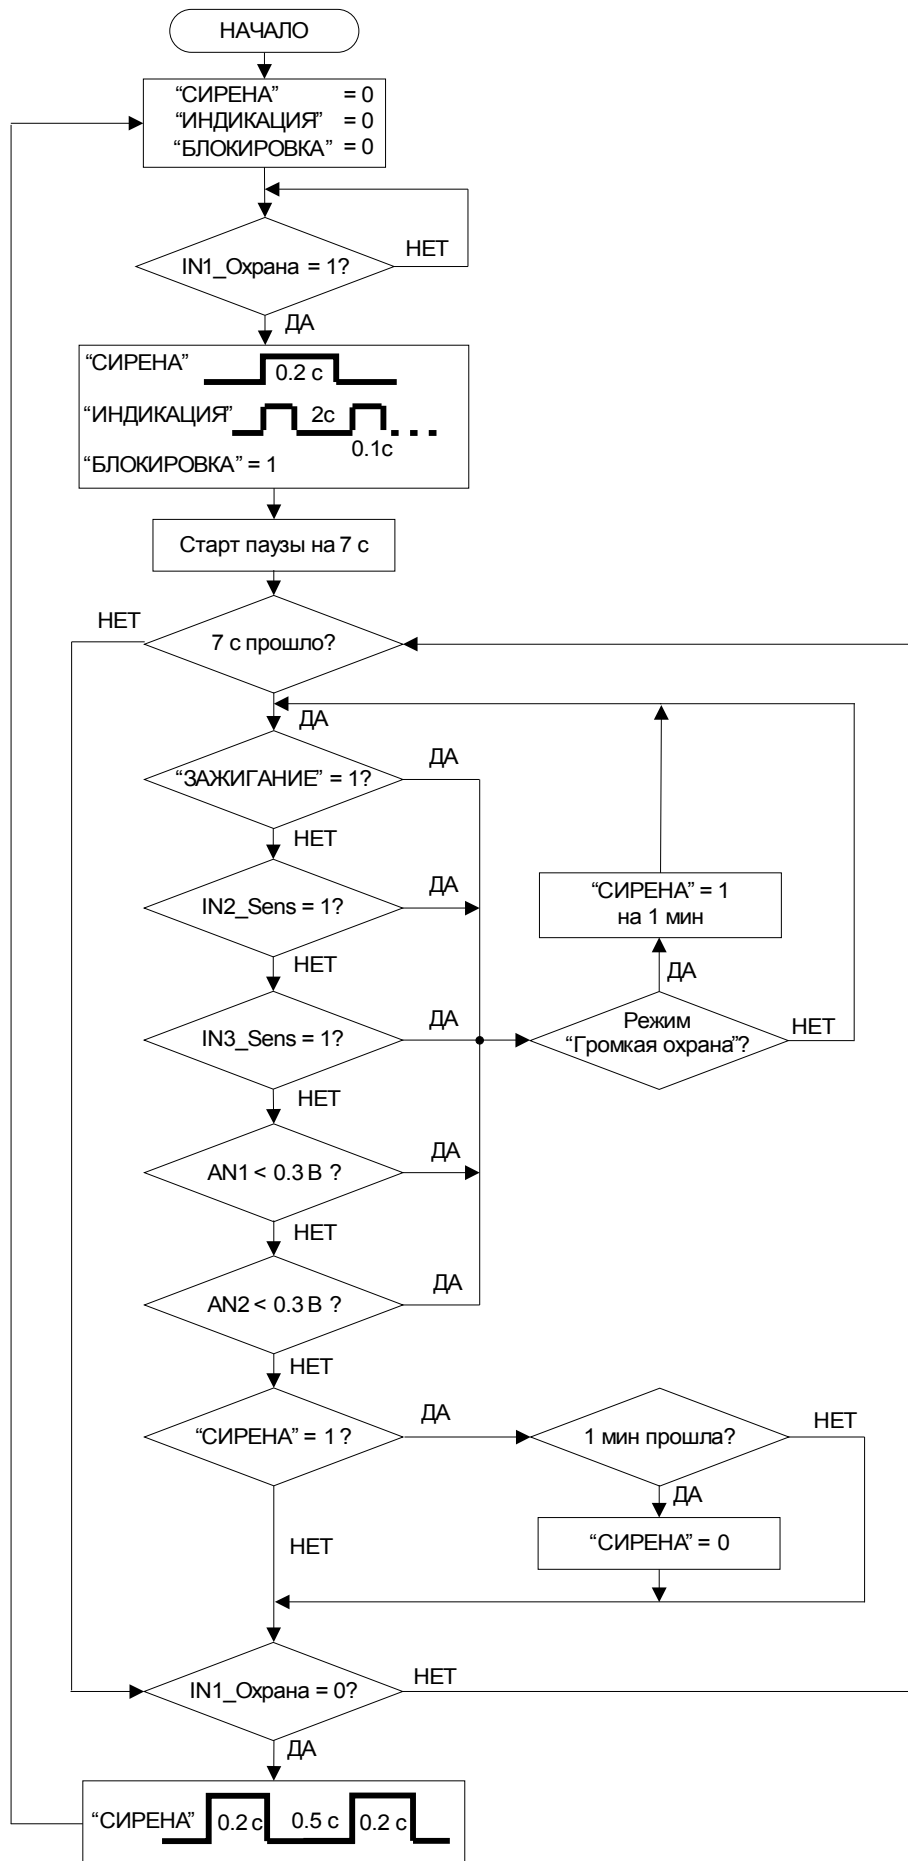 НАЧАЛО
“СИРЕНА” = 0
“ИНДИКАЦИЯ” = 0
“БЛОКИРОВКА” = 0
IN1_Охрана = 1?
НЕТ
ДА
“СИРЕНА”
0.2 с
“ИНДИКАЦИЯ”
2с
0.1с
“БЛОКИРОВКА” = 1
Старт паузы на 7 с
НЕТ
7 с прошло?
ДА
“ЗАЖИГАНИЕ” = 1?
ДА
НЕТ
IN2_Sens = 1?
ДА
“СИРЕНА” = 1
на 1 мин
НЕТ
ДА
IN3_Sens = 1?
ДА
Режим
“Громкая охрана”?
НЕТ
НЕТ
AN1 < 0.3 В ?
ДА
НЕТ
AN2 < 0.3 В ?
ДА
НЕТ
“СИРЕНА” = 1 ?
ДА
1 мин прошла?
НЕТ
ДА
НЕТ
“СИРЕНА” = 0
IN1_Охрана = 0?
НЕТ
ДА
“СИРЕНА”
0.2 с
0.5 с
0.2 с